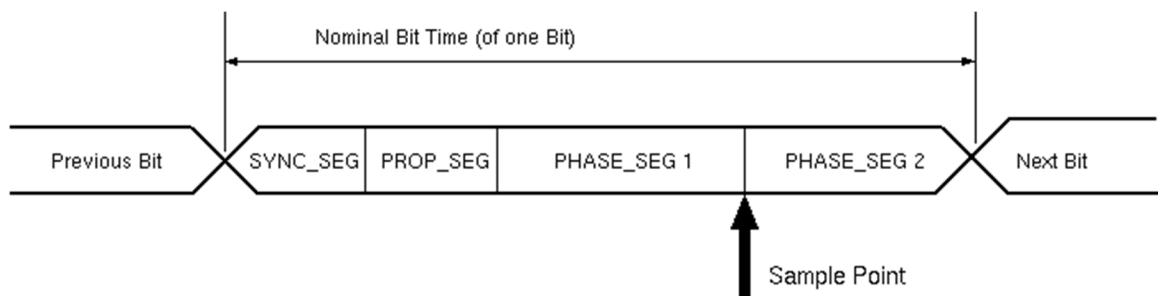 Nominal Bit Time (of one Bit)
Previous Bit SYNC_SEG PROP_SEG PHASE_SEG 1 PHASE_SEG 2 Next Bit
Sample Point